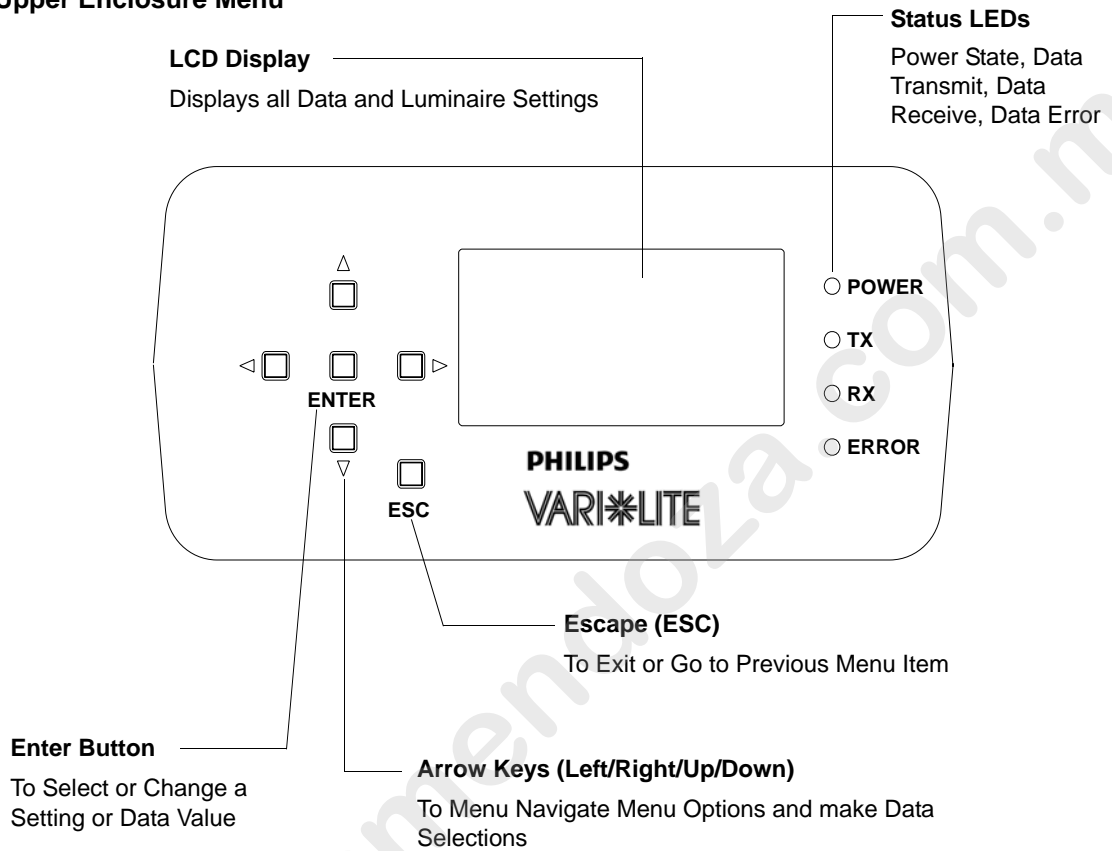 Upper Enclosure Menu
Status LEDs
Power State, Data
Transmit, Data
Receive, Data Error
LCD Display
Displays all Data and Luminaire Settings
POWER
TX
RX
ERROR
ENTER
ESC
PHILIPS
VARI*LITE
Escape (ESC)
To Exit or Go to Previous Menu Item
Enter Button
To Select or Change a
Setting or Data Value
Arrow Keys (Left/Right/Up/Down)
To Menu Navigate Menu Options and make Data
Selections
mendoza.com.m